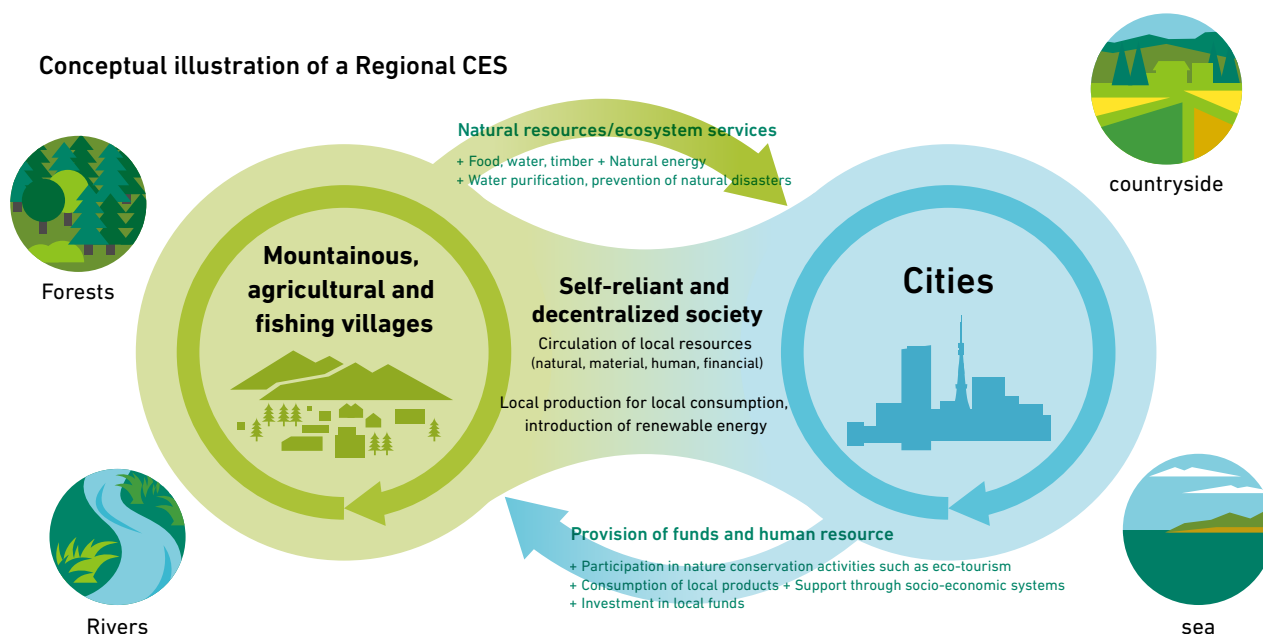 Conceptual illustration of a Regional CES
Natural resources/ecosystem services
+ Food, water, timber + Natural energy
+ Water purification, prevention of natural disasters
countryside
Forests
Mountainous,
agricultural and
fishing villages
Self-reliant and
decentralized society
Circulation of local resources
(natural, material, human, financial)
Local production for local consumption,
introduction of renewable energy
Cities
Provision of funds and human resource
+ Participation in nature conservation activities such as eco-tourism
+ Consumption of local products + Support through socio-economic systems
+ Investment in local funds
Rivers
sea